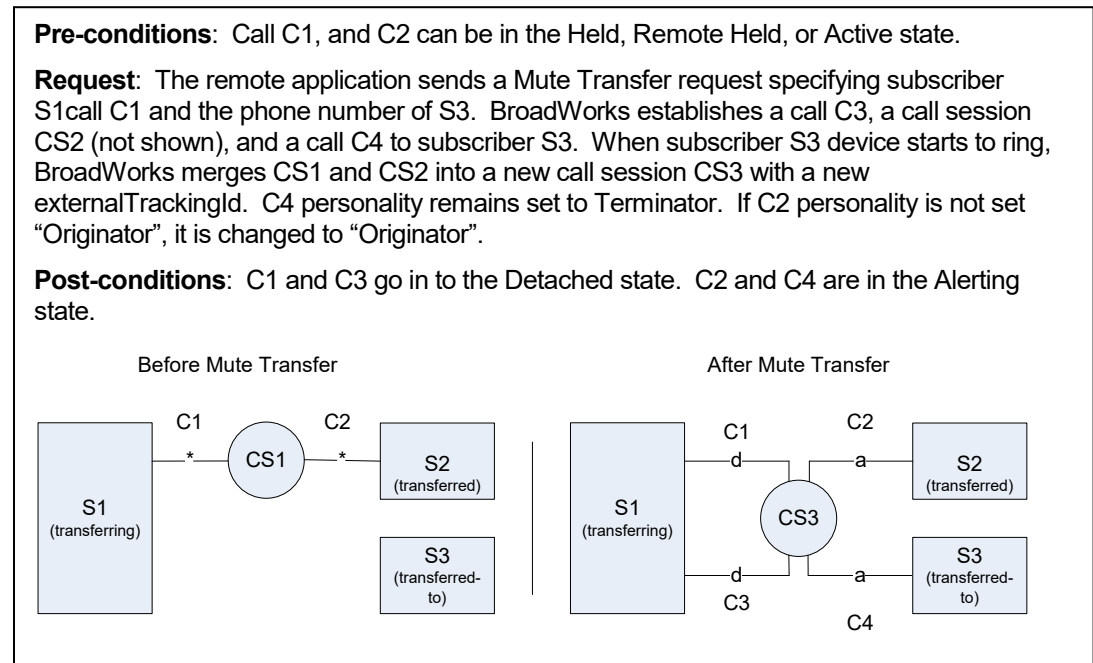 Pre-conditions:  Call C1, and C2 can be in the Held, Remote Held, or Active state.
Request:  The remote application sends a Mute Transfer request specifying subscriber
S1call C1 and the phone number of S3.  BroadWorks establishes a call C3, a call session
CS2 (not shown), and a call C4 to subscriber S3.  When subscriber S3 device starts to ring,
BroadWorks merges CS1 and CS2 into a new call session CS3 with a new
externalTrackingId.  C4 personality remains set to Terminator.  If C2 personality is not set
“Originator”, it is changed to “Originator”.
Post-conditions:  C1 and C3 go in to the Detached state.  C2 and C4 are in the Alerting
state.
Before Mute Transfer
C1
C2
S1
(transferring)
*
CS1
*
S2
(transferred)
S3
(transferred-
to)
After Mute Transfer
C1
C2
S1
(transferring)
d
a
S2
(transferred)
CS3
d
a
S3
(transferred-
to)
C3
C4